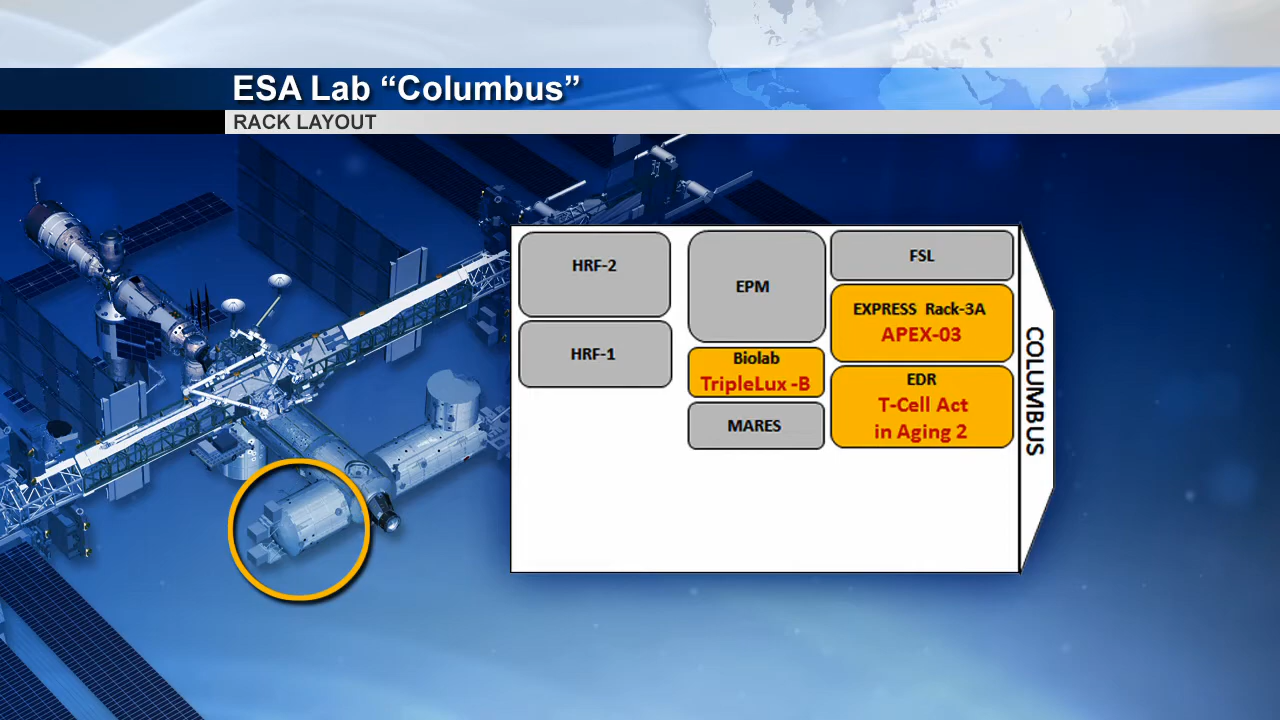 ESA Lab “Columbus”
RACK LAYOUT
HRF-2
HRF-1
EPM
Biolab
TripleLux -B
MARES
FSL
EXPRESS Rack-3A
APEX-03
EDR
T-Cell Act
in Aging 2
COLUMBUS